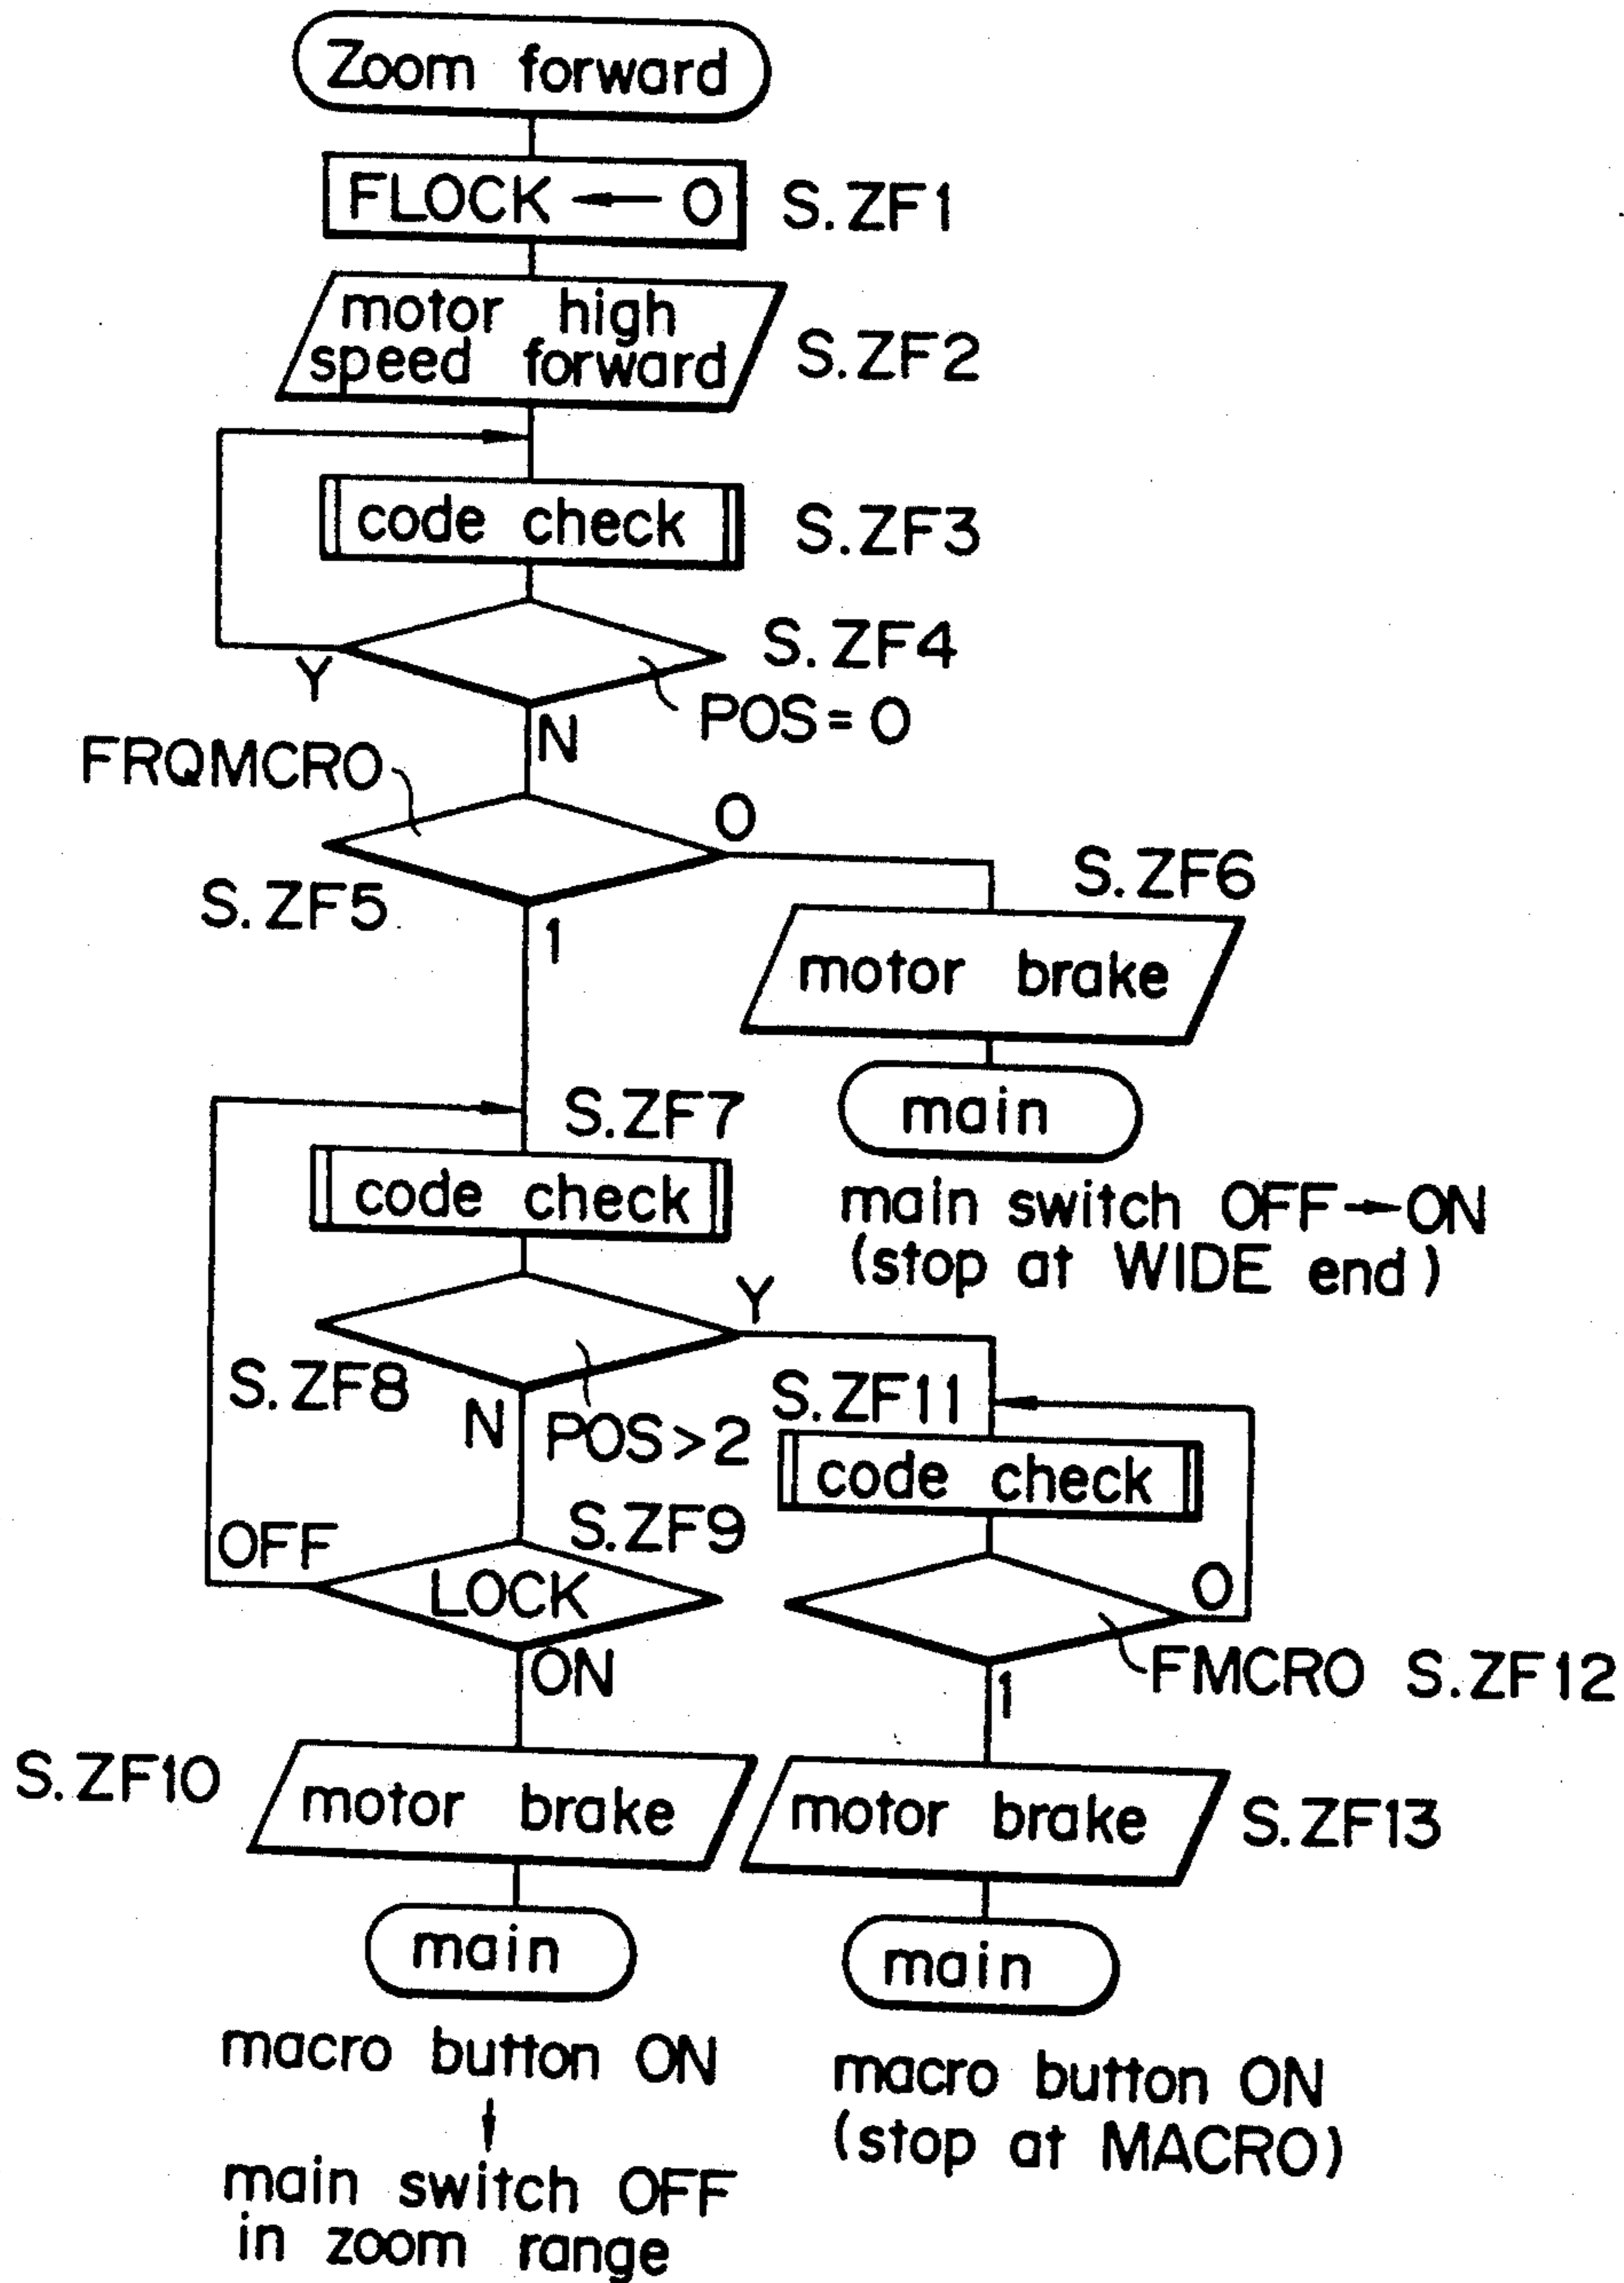 Zoom forward
FLOCK ← 0
S.ZF1
motor high
speed forward
S.ZF2
code check
S.ZF3
S.ZF4
Y
POS=0
N
FRQMCRO
0
S.ZF5
1
S.ZF6
motor brake
main
main switch OFF→ON
(stop at WIDE end)
S.ZF7
code check
Y
S.ZF8
N
POS>2
S.ZF11
code check
S.ZF9
OFF
LOCK
ON
0
FMCRO
S.ZF12
1
S.ZF10
motor brake
motor brake
S.ZF13
main
main
macro button ON
↓
main switch OFF
in zoom range
macro button ON
(stop at MACRO)